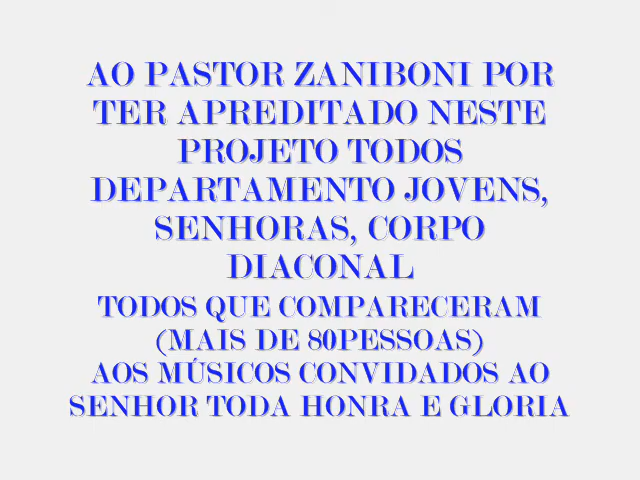 AO PASTOR ZANIBONI POR
TER APREDITADO NESTE
PROJETO TODOS
DEPARTAMENTO JOVENS,
SENHORAS, CORPO
DIACONAL
TODOS QUE COMPARECERAM
(MAIS DE 80PESSOAS)
AOS MÚSICOS CONVIDADOS AO
SENHOR TODA HONRA E GLORIA